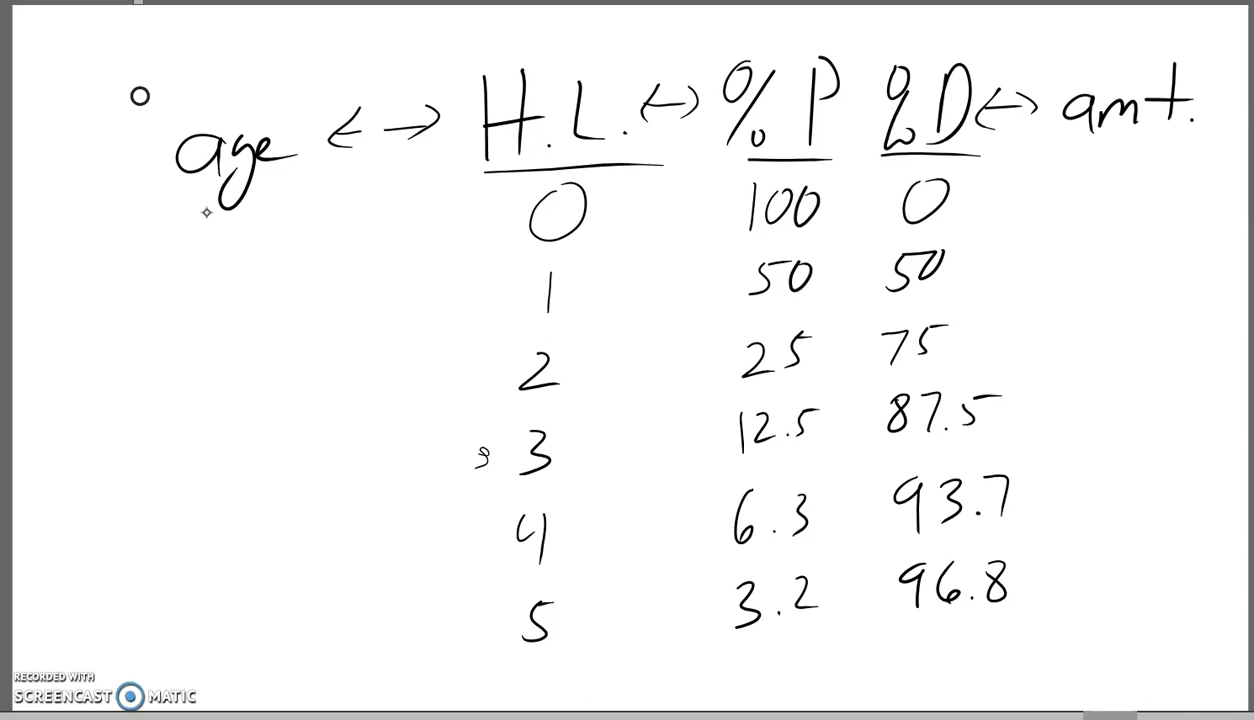 age <-> H.L. <-> %P %D <-> amt.
0 100 0
1 50 50
2 25 75
3 12.5 87.5
4 6.3 93.7
5 3.2 96.8
RECORDED WITH
SCREENCAST MATIC